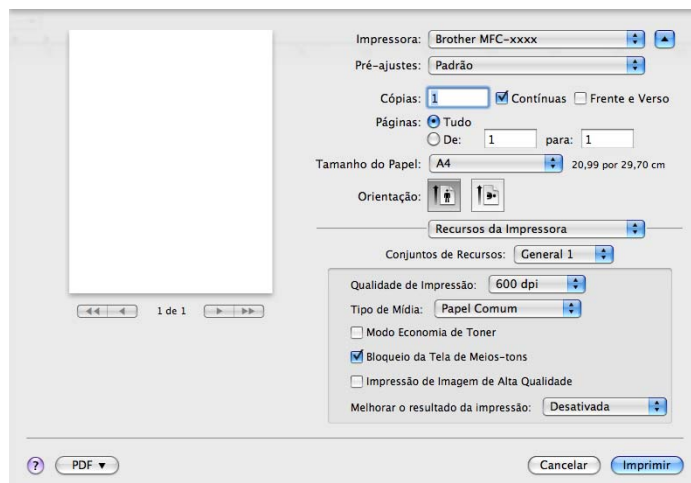 Impressora: Brother MFC-xxxx
Pré-ajustes: Padrão
Cópias: 1 Contínuas Frente e Verso
Páginas: Tudo
De: 1 para: 1
Tamanho do Papel: A4 20,99 por 29,70 cm
Orientação:
Recursos da Impressora
Conjuntos de Recursos: General 1
Qualidade de Impressão: 600 dpi
Tipo de Mídia: Papel Comum
Modo Economia de Toner
Bloqueio da Tela de Meios-tons
Impressão de Imagem de Alta Qualidade
Melhorar o resultado da impressão: Desativada
1 de 1
? PDF Cancelar Imprimir